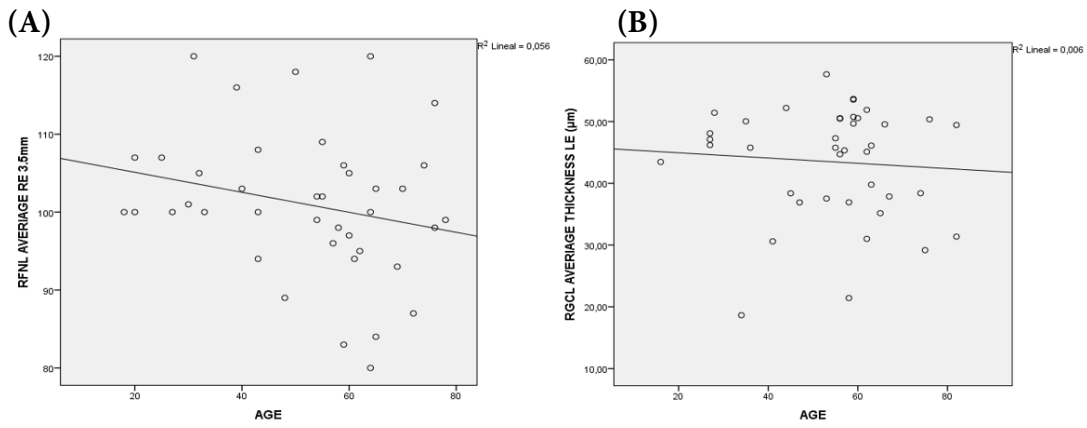 (A)
R² Lineal = 0,056
RFNL AVERIAGE RE 3.5mm
120
110
100
90
80
20
40
60
80
AGE
(B)
R² Lineal = 0,006
RGCL AVERIAGE THICKNESS LE (µm)
60,00
50,00
40,00
30,00
20,00
10,00
20
40
60
80
AGE